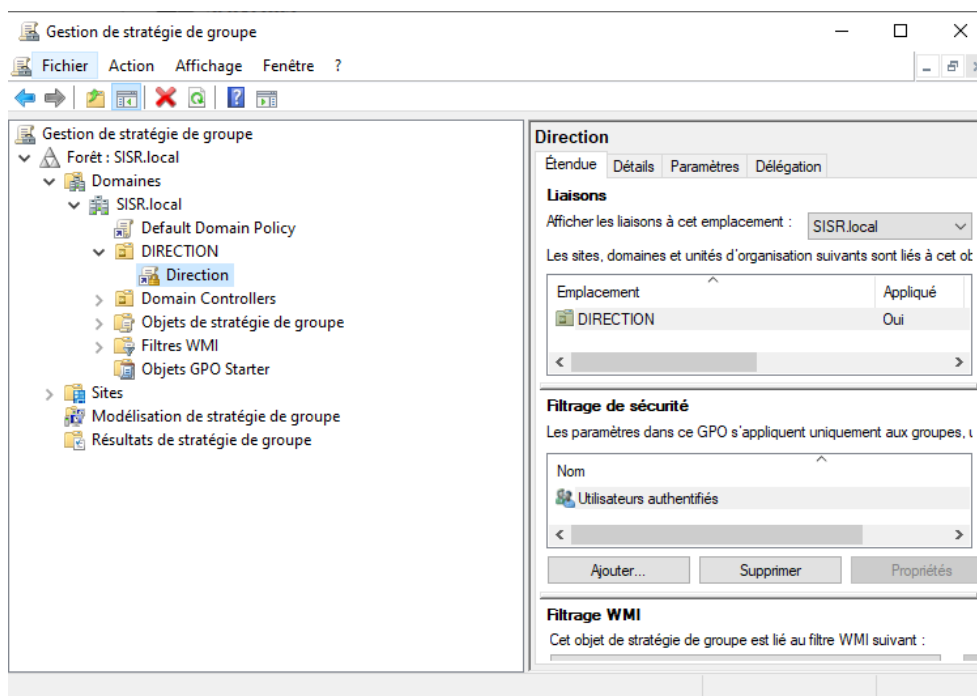 Gestion de stratégie de groupe
Fichier Action Affichage Fenêtre ?
Gestion de stratégie de groupe
Forêt : SISR.local
Domaines
SISR.local
Default Domain Policy
DIRECTION
Direction
Domain Controllers
Objets de stratégie de groupe
Filtres WMI
Objets GPO Starter
Sites
Modélisation de stratégie de groupe
Résultats de stratégie de groupe
Direction
Étendue Détails Paramètres Délégation
Liaisons
Afficher les liaisons à cet emplacement : SISR.local
Les sites, domaines et unités d'organisation suivants sont liés à cet
Emplacement Appliqué
DIRECTION Oui
Filtrage de sécurité
Les paramètres dans ce GPO s'appliquent uniquement aux groupes,
Nom
Utilisateurs authentifiés
Ajouter... Supprimer Propriétés
Filtrage WMI
Cet objet de stratégie de groupe est lié au filtre WMI suivant :